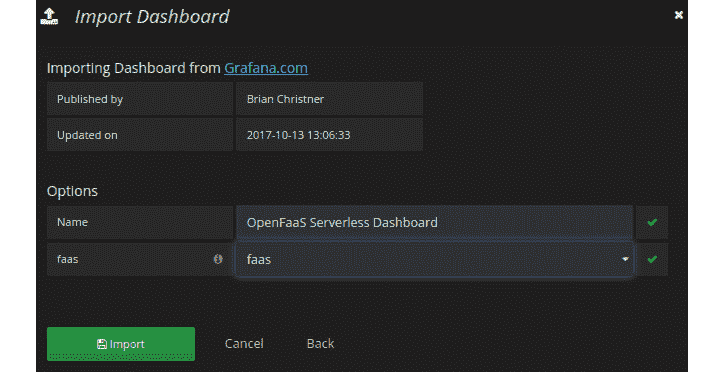 Import Dashboard
Importing Dashboard from Grafana.com
Published by Brian Christner
Updated on 2017-10-13 13:06:33
Options
Name OpenFaaS Serverless Dashboard
faas faas
Import Cancel Back